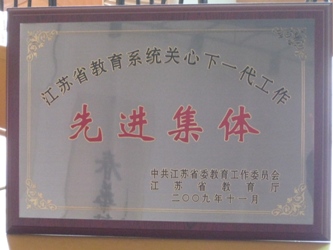 江苏省教育系统关心下一代工作
先进集体
中共江苏省委教育工作委员会
江苏省教育厅
二〇〇九年十一月